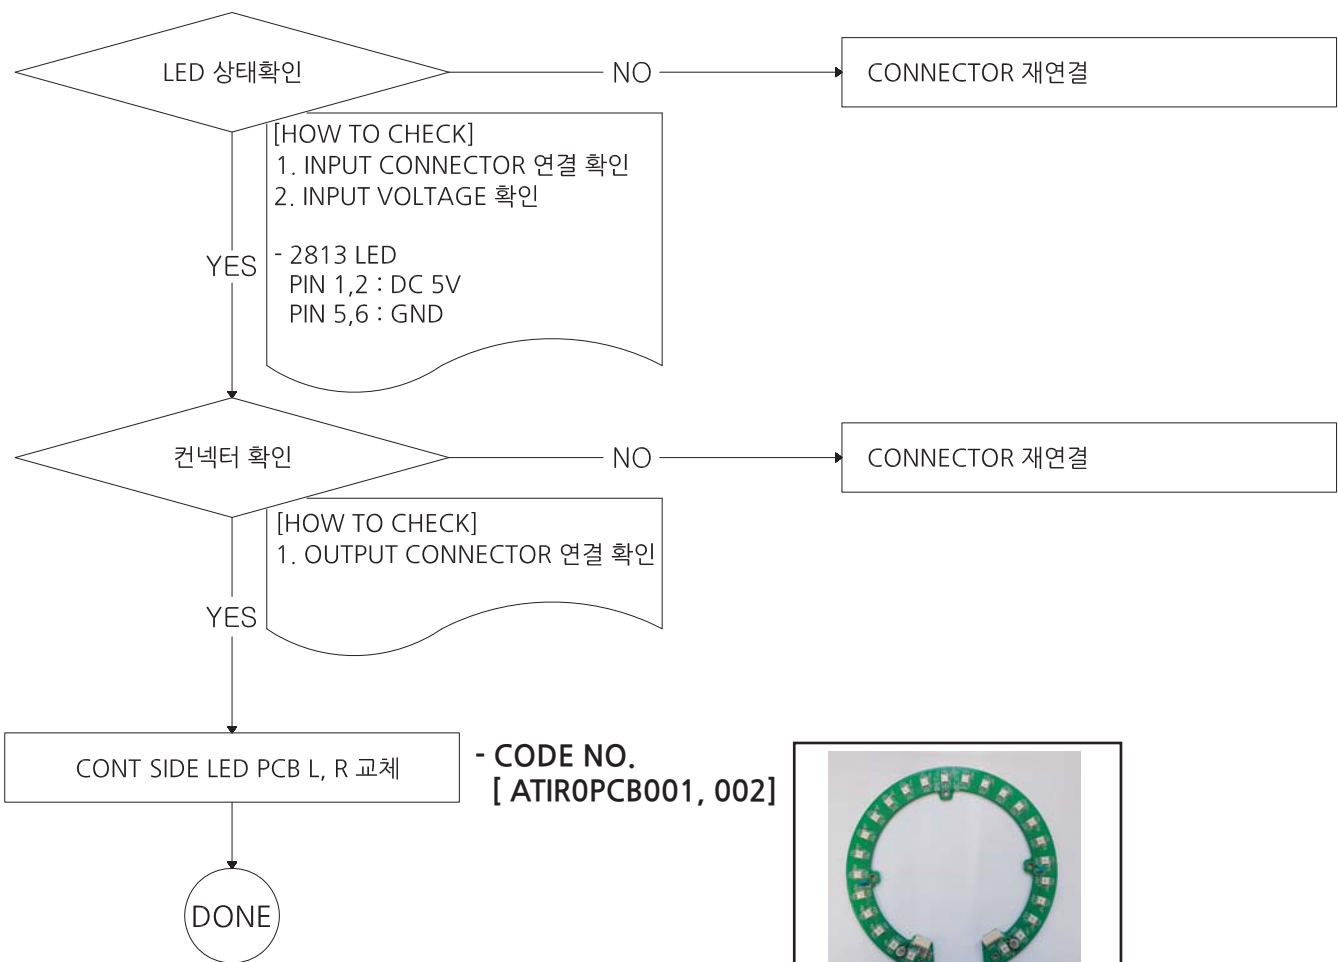 LED 상태확인
NO
CONNECTOR 재연결
[HOW TO CHECK]
1. INPUT CONNECTOR 연결 확인
2. INPUT VOLTAGE 확인
- 2813 LED
PIN 1,2 : DC 5V
PIN 5,6 : GND
YES
컨넥터 확인
NO
CONNECTOR 재연결
[HOW TO CHECK]
1. OUTPUT CONNECTOR 연결 확인
YES
CONT SIDE LED PCB L, R 교체
- CODE NO.
[ ATIR0PCB001, 002]
DONE